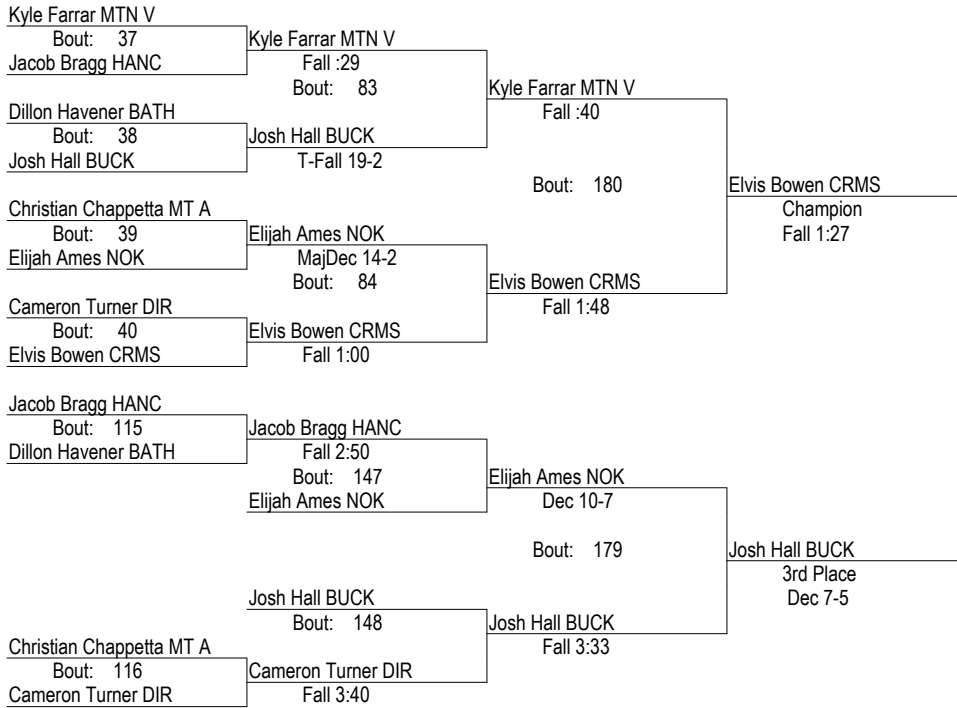 Kyle Farrar MTN V
Bout: 37
Jacob Bragg HANC
Kyle Farrar MTN V
Fall :29
Bout: 83
Dillon Havener BATH
Bout: 38
Josh Hall BUCK
Josh Hall BUCK
T-Fall 19-2
Kyle Farrar MTN V
Fall :40
Bout: 180
Christian Chappetta MT A
Bout: 39
Elijah Ames NOK
Elijah Ames NOK
MajDec 14-2
Bout: 84
Cameron Turner DIR
Bout: 40
Elvis Bowen CRMS
Elvis Bowen CRMS
Fall 1:00
Elvis Bowen CRMS
Fall 1:48
Elvis Bowen CRMS
Champion
Fall 1:27
Jacob Bragg HANC
Bout: 115
Dillon Havener BATH
Jacob Bragg HANC
Fall 2:50
Bout: 147
Elijah Ames NOK
Elijah Ames NOK
Dec 10-7
Bout: 179
Josh Hall BUCK
Bout: 148
Christian Chappetta MT A
Bout: 116
Cameron Turner DIR
Cameron Turner DIR
Fall 3:40
Josh Hall BUCK
Fall 3:33
Josh Hall BUCK
3rd Place
Dec 7-5